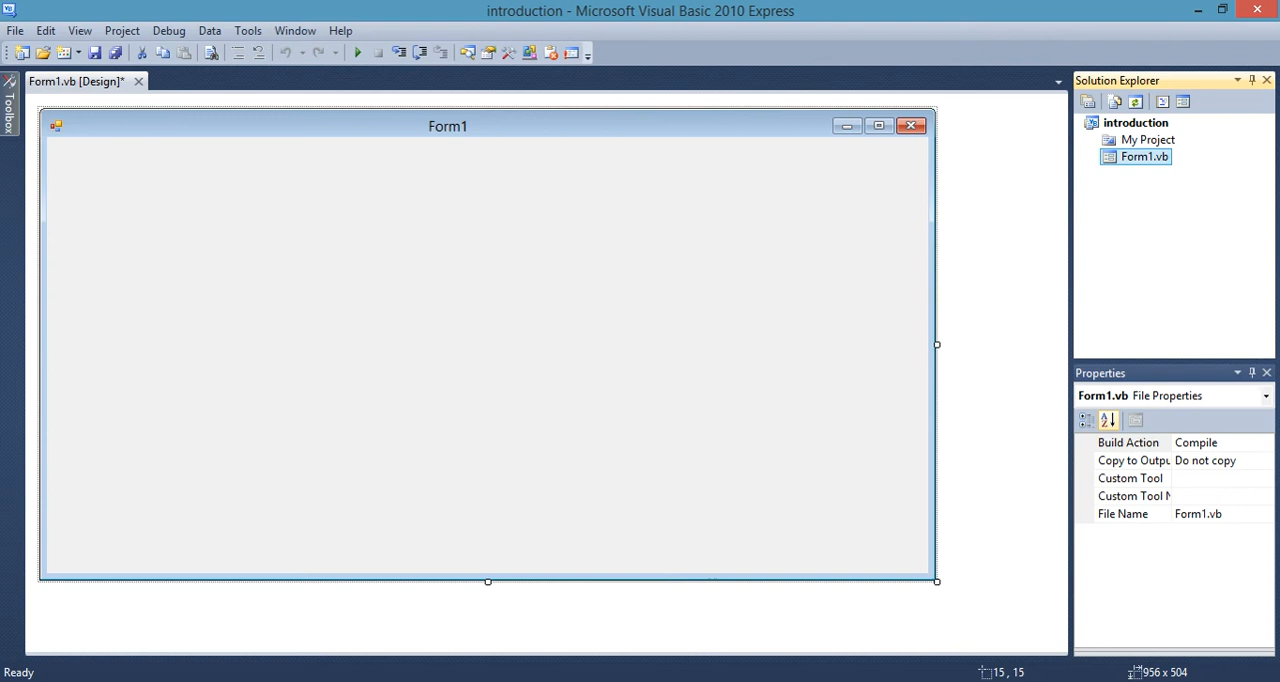 introduction - Microsoft Visual Basic 2010 Express
File Edit View Project Debug Data Tools Window Help
Form1.vb [Design]*
Toolbox
Form1
Solution Explorer
introduction
My Project
Form1.vb
Properties
Form1.vb File Properties
Build Action Compile
Copy to Outpu Do not copy
Custom Tool
Custom Tool N
File Name Form1.vb
Ready 15 , 15 956 x 504